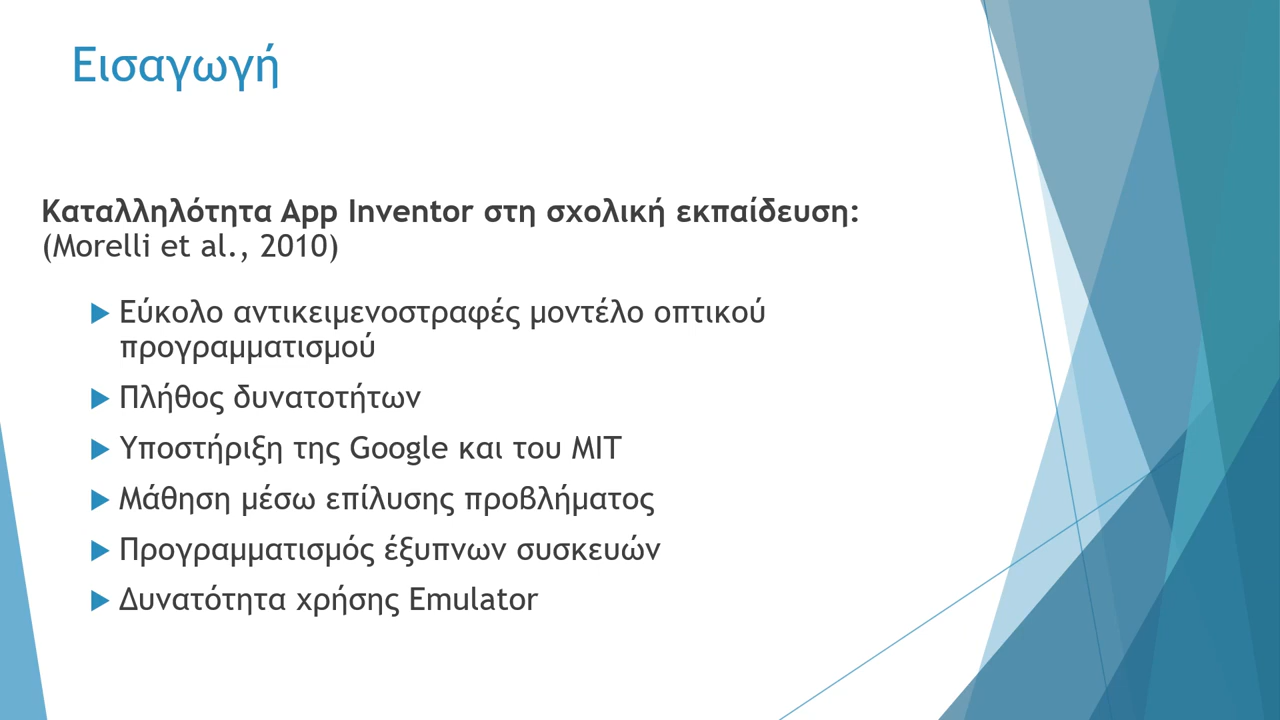 Εισαγωγή
Καταλληλότητα App Inventor στη σχολική εκπαίδευση:
(Morelli et al., 2010)
Εύκολο αντικειμενοστραφές μοντέλο οπτικού
προγραμματισμού
Πλήθος δυνατοτήτων
Υποστήριξη της Google και του MIT
Μάθηση μέσω επίλυσης προβλήματος
Προγραμματισμός έξυπνων συσκευών
Δυνατότητα χρήσης Emulator